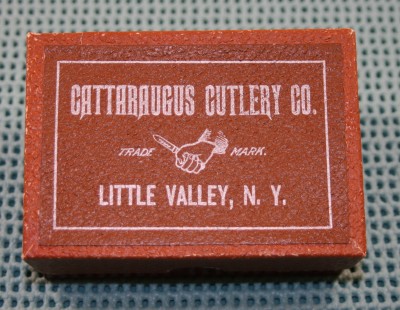 CATTARAUGUS CUTLERY CO.
TRADE MARK.
LITTLE VALLEY, N. Y.